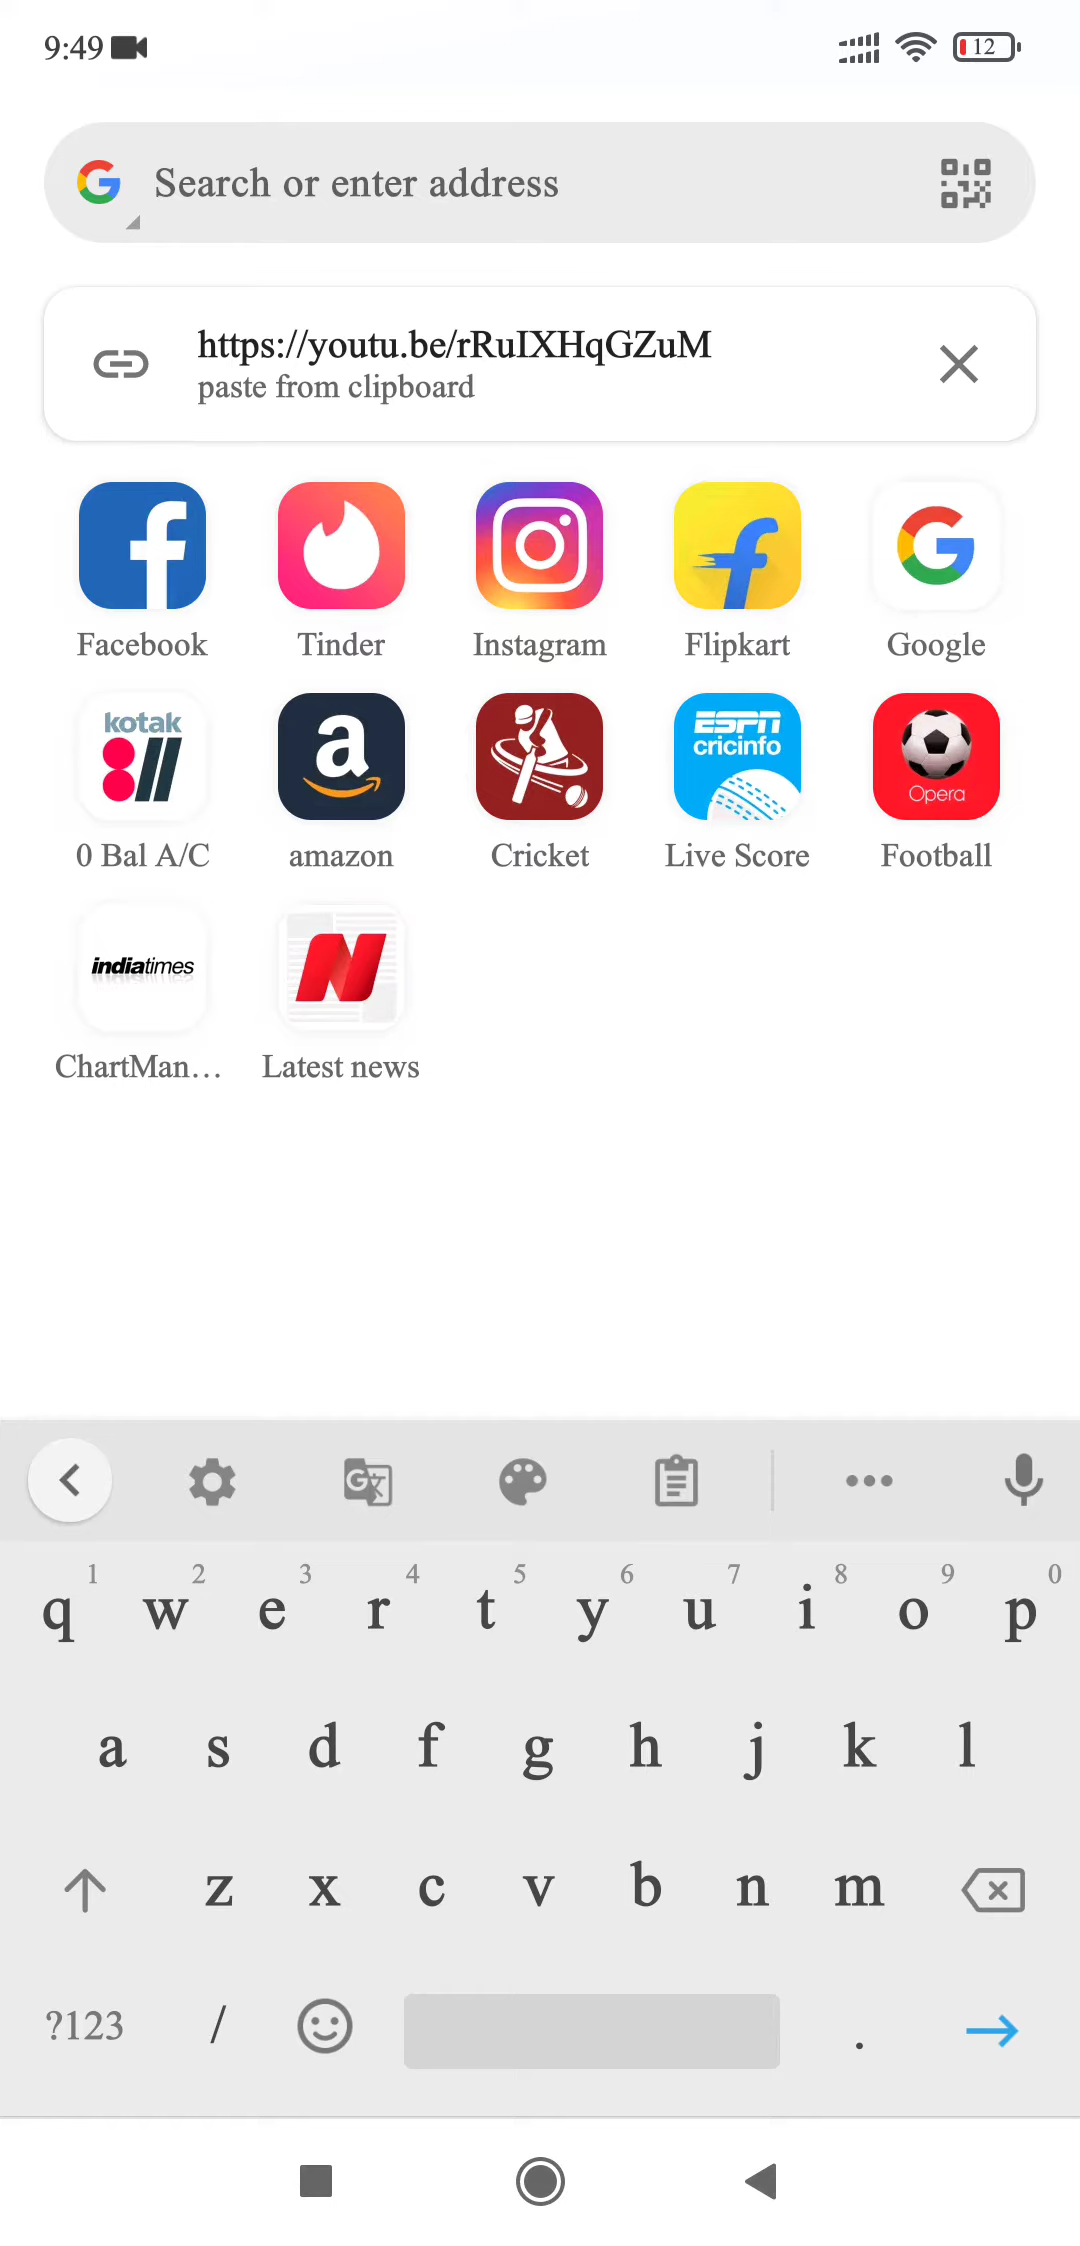 9:49
12
Search or enter address
https://youtu.be/rRuIXHqGZuM
paste from clipboard
Facebook
Tinder
Instagram
Flipkart
Google
kotak
811
a
ESPN
cricinfo
Opera
0 Bal A/C
amazon
Cricket
Live Score
Football
indiatimes
N
ChartMan...
Latest news
1 2 3 4 5 6 7 8 9 0
q w e r t y u i o p
a s d f g h j k l
z x c v b n m
?123 / .